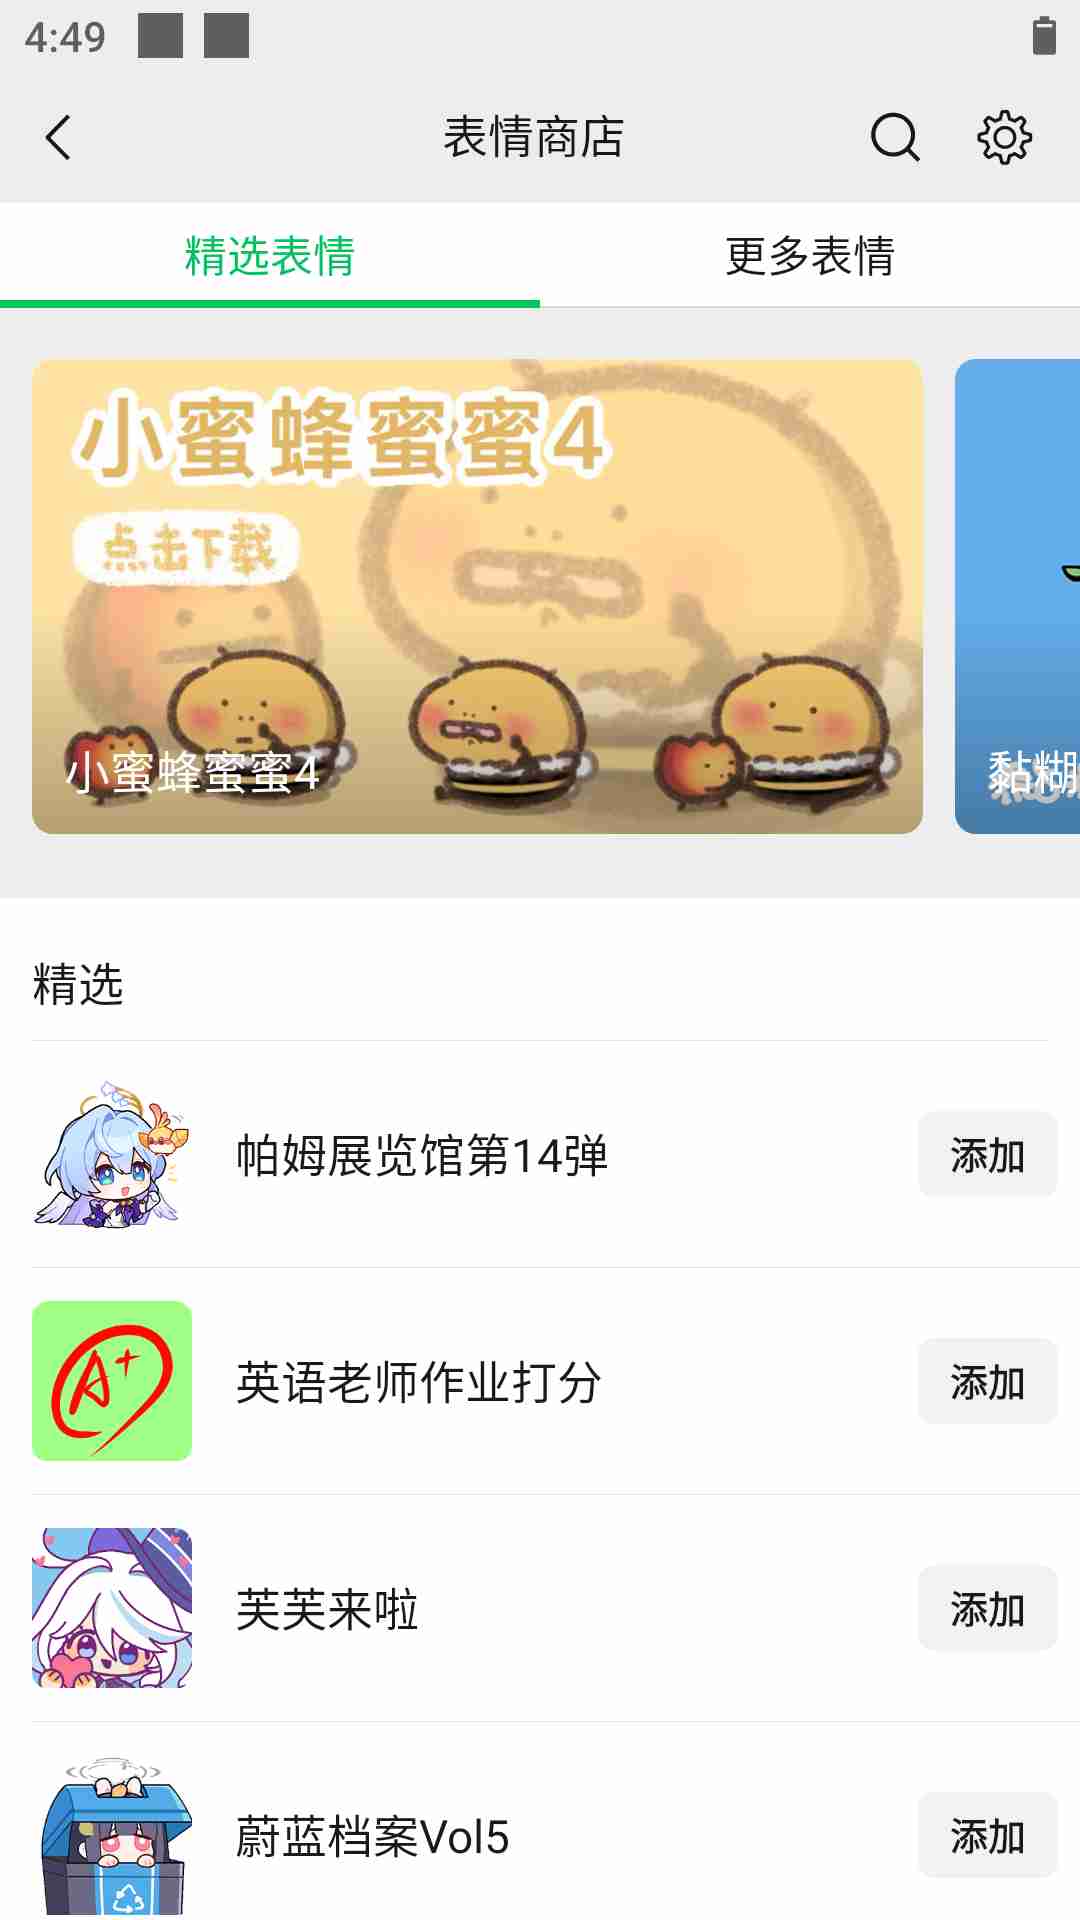 4:49
表情商店
精选表情
更多表情
小蜜蜂蜜蜜4
点击下载
小蜜蜂蜜蜜4
黏糊
精选
帕姆展览馆第14弹
添加
英语老师作业打分
添加
A+
芙芙来啦
添加
蔚蓝档案Vol5
添加